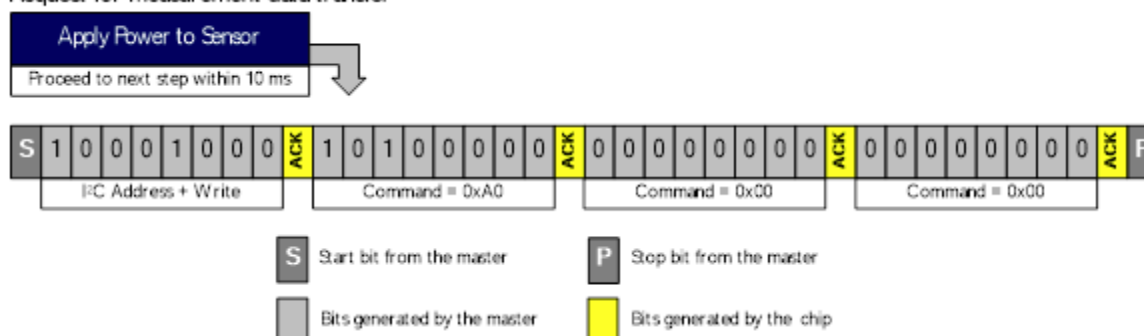 Apply Power to Sensor
Proceed to next step within 10 ms
S 1 0 0 0 1 0 0 0 ACK 1 0 1 0 0 0 0 0 ACK 0 0 0 0 0 0 0 0 ACK 0 0 0 0 0 0 0 0 ACK P
I²C Address + Write
Command = 0xA0
Command = 0x00
Command = 0x00
S Start bit from the master
P Stop bit from the master
Bits generated by the master
Bits generated by the chip